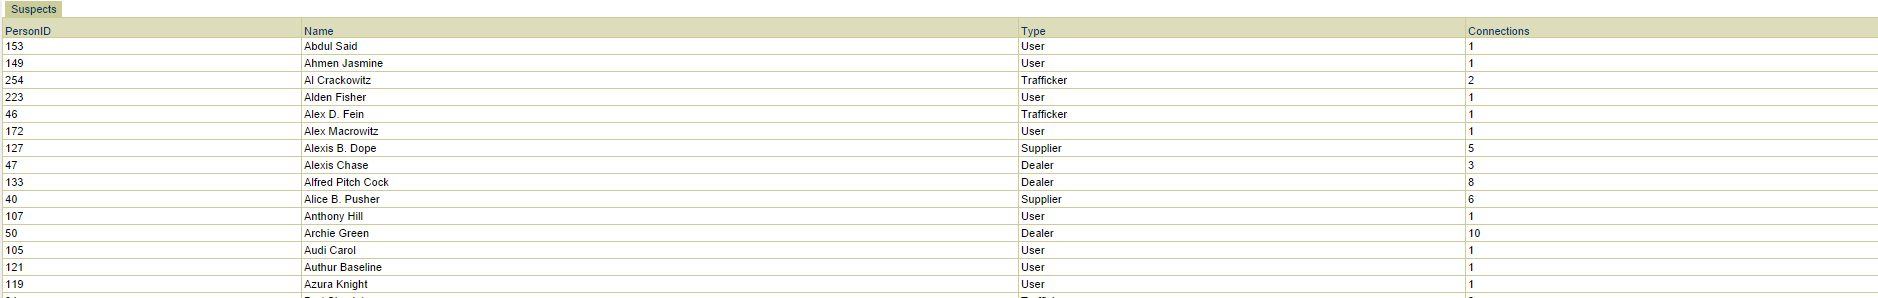 Suspects
PersonID Name Type Connections
153 Abdul Said User 1
149 Ahmen Jasmine User 1
254 Al Crackowitz Trafficker 2
223 Alden Fisher User 1
46 Alex D. Fein Trafficker 1
172 Alex Macrowitz User 1
127 Alexis B. Dope Supplier 5
47 Alexis Chase Dealer 3
133 Alfred Pitch Cock Dealer 8
40 Alice B. Pusher Supplier 6
107 Anthony Hill User 1
50 Archie Green Dealer 10
105 Audi Carol User 1
121 Authur Baseline User 1
119 Azura Knight User 1